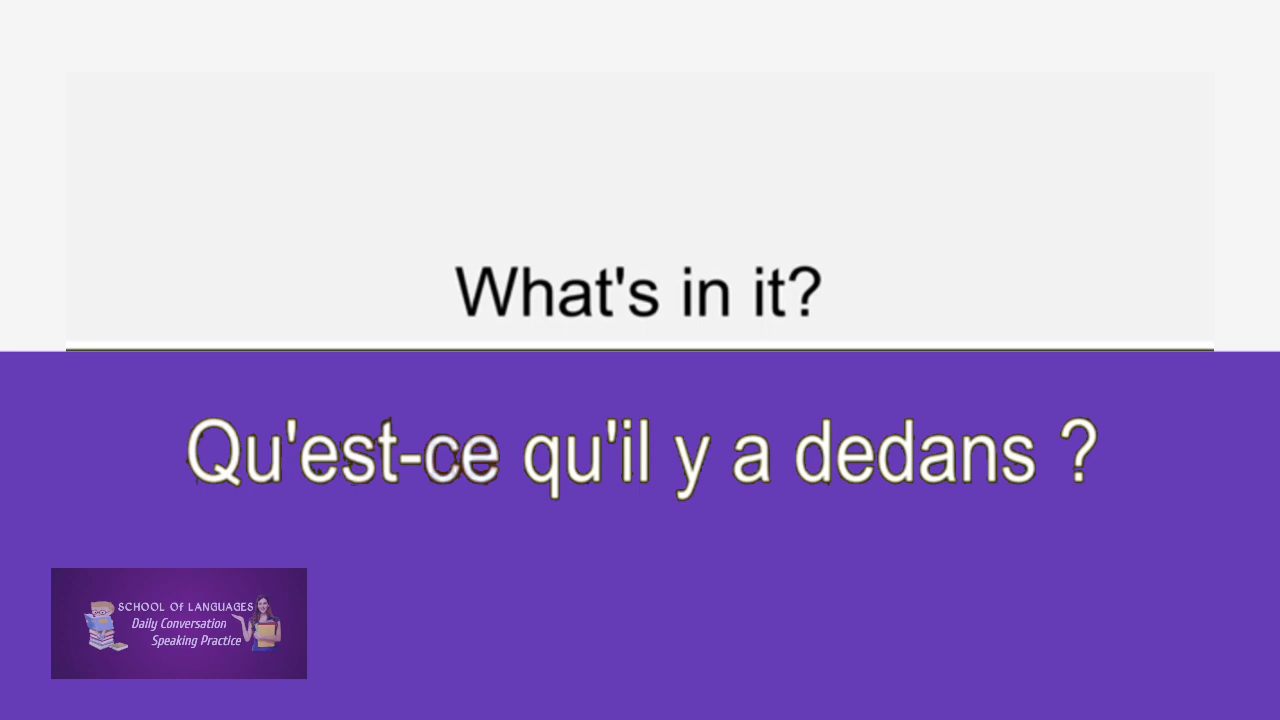 What's in it?
Qu'est-ce qu'il y a dedans ?
SCHOOL Of LANGUAGES
Daily Conversation
Speaking Practice